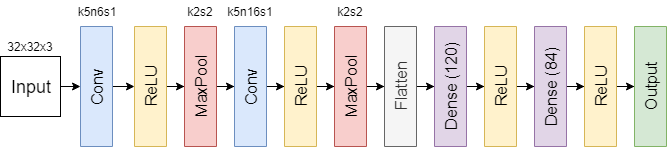 k5n6s1
k2s2
k5n16s1
k2s2
32x32x3
Input
Conv
ReLU
MaxPool
Conv
ReLU
MaxPool
Flatten
Dense (120)
ReLU
Dense (84)
ReLU
Output